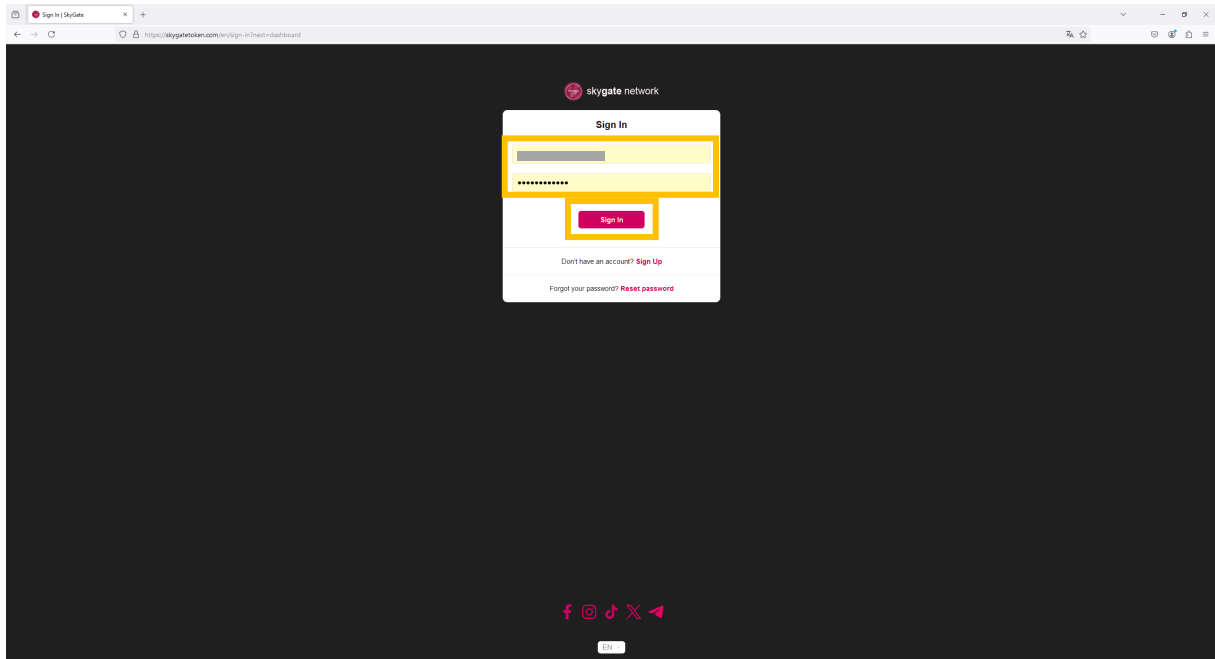 Sign In | SkyGate
https://skygatetoken.com/en/sign-in?next=dashboard
skygate network
Sign In
••••••••••••
Sign In
Don't have an account? Sign Up
Forgot your password? Reset password
EN